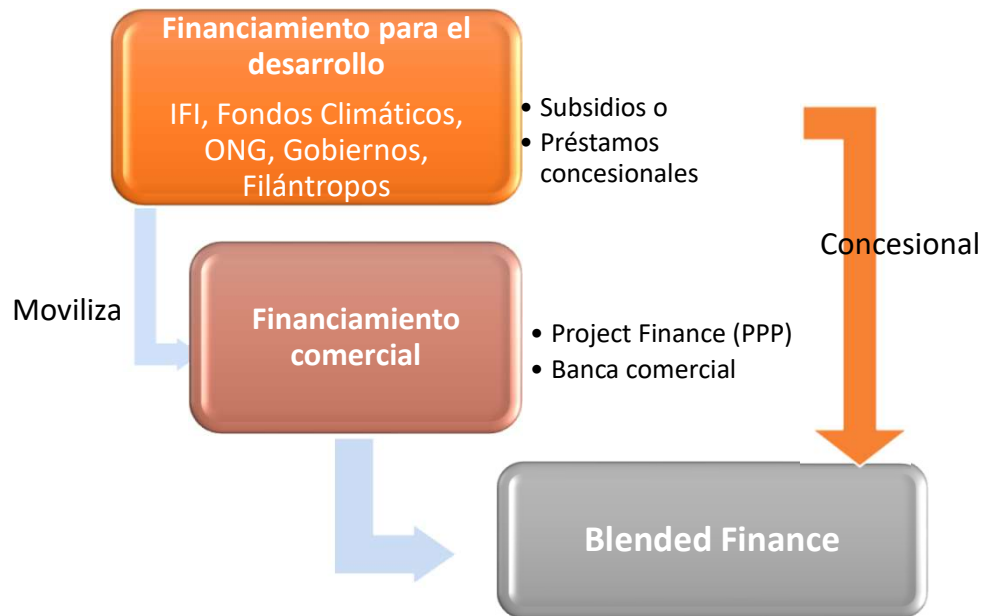 Financiamiento para el
desarrollo
IFI, Fondos Climáticos,
ONG, Gobiernos,
Filántropos
• Subsidios o
• Préstamos
concesionales
Concesional
Moviliza
Financiamiento
comercial
• Project Finance (PPP)
• Banca comercial
Blended Finance